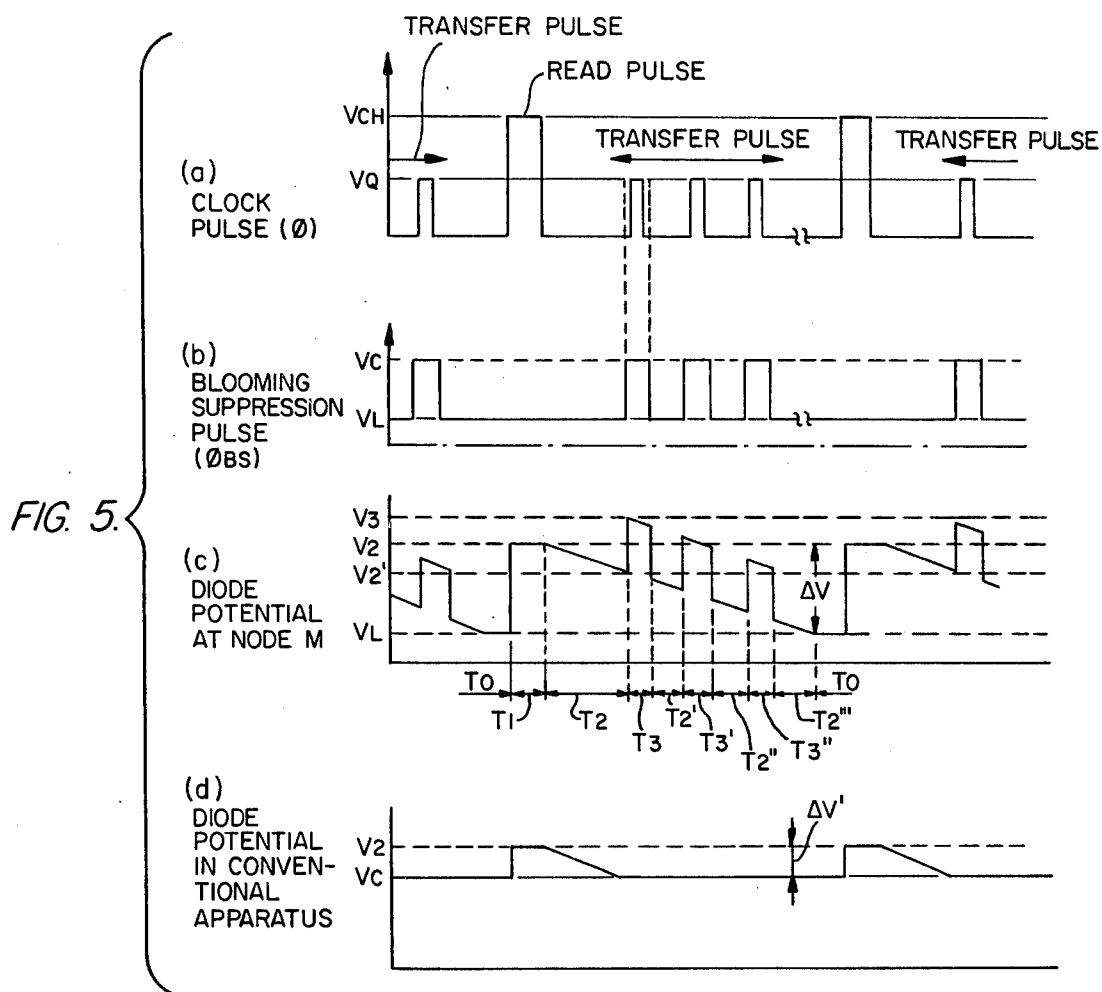 TRANSFER PULSE
READ PULSE
VCH
TRANSFER PULSE
TRANSFER PULSE
(a)
CLOCK
PULSE (Ø)
VQ
(b)
BLOOMING
SUPPRESSiON
PULSE
(ØBS)
VC
VL
FIG. 5.
(c)
DIODE
POTENTIAL
AT NODE M
V3
V2
V2'
VL
ΔV
TO
T1
T2
T3
T2'
T3'
T2"
T3"
T2'''
TO
(d)
DIODE
POTENTIAL
IN CONVEN-
TIONAL
APPARATUS
V2
VC
ΔV'